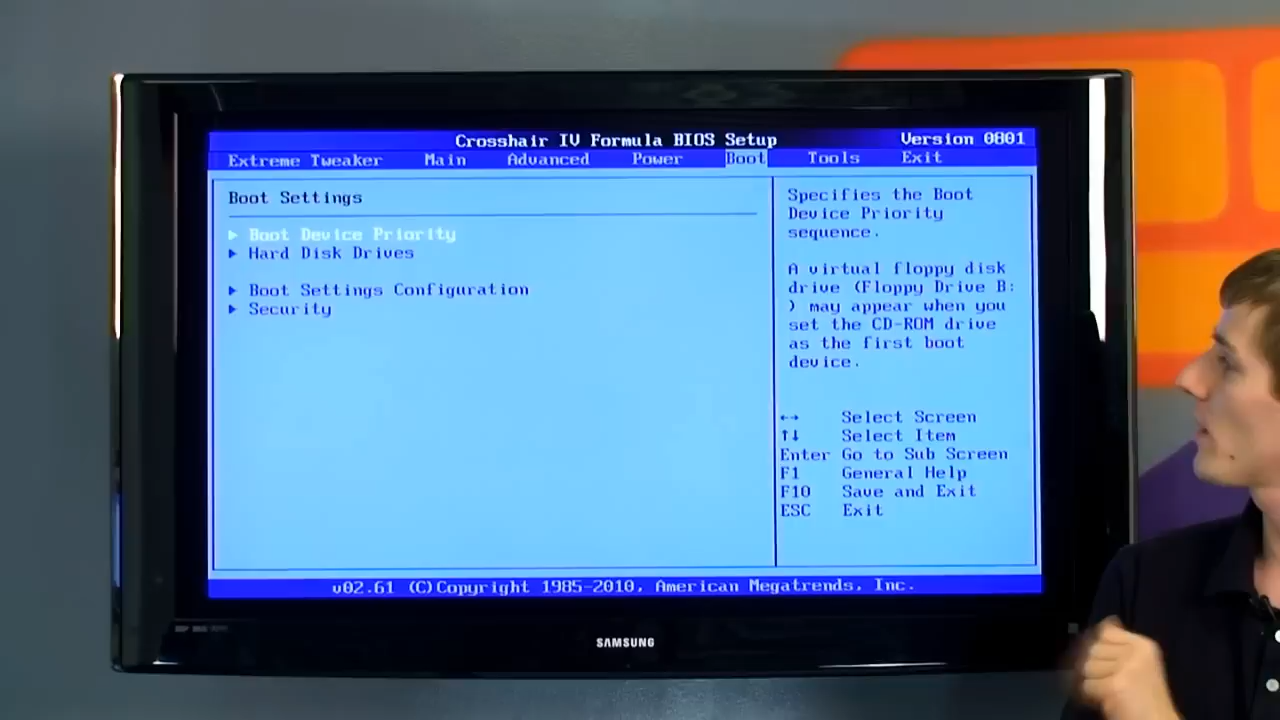 Crosshair IV Formula BIOS Setup Version 0801
Extreme Tweaker Main Advanced Power Boot Tools Exit
Boot Settings
Boot Device Priority
Hard Disk Drives
Boot Settings Configuration
Security
Specifies the Boot
Device Priority
sequence.
A virtual floppy disk
drive (Floppy Drive B:
) may appear when you
set the CD-ROM drive
as the first boot
device.
←→ Select Screen
↑↓ Select Item
Enter Go to Sub Screen
F1 General Help
F10 Save and Exit
ESC Exit
v02.61 (C)Copyright 1985-2010, American Megatrends, Inc.
SAMSUNG